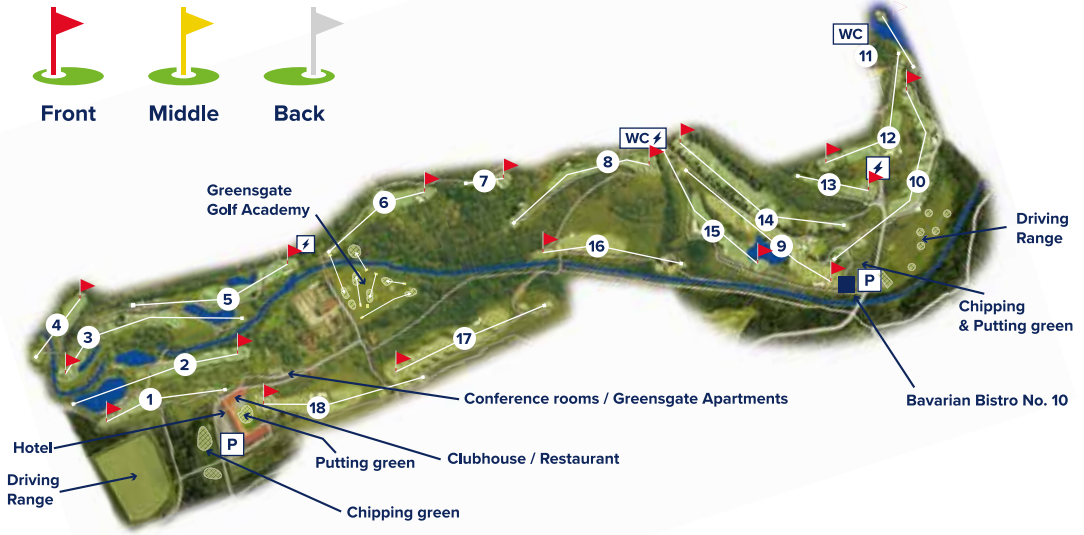 Front
Middle
Back
WC
11
WC
12
8
7
10
13
6
Greensgate
Golf Academy
14
15
9
16
Driving
Range
P
5
Chipping
& Putting green
4
3
17
2
1
18
Conference rooms / Greensgate Apartments
Bavarian Bistro No. 10
Hotel
P
Putting green
Clubhouse / Restaurant
Driving
Range
Chipping green